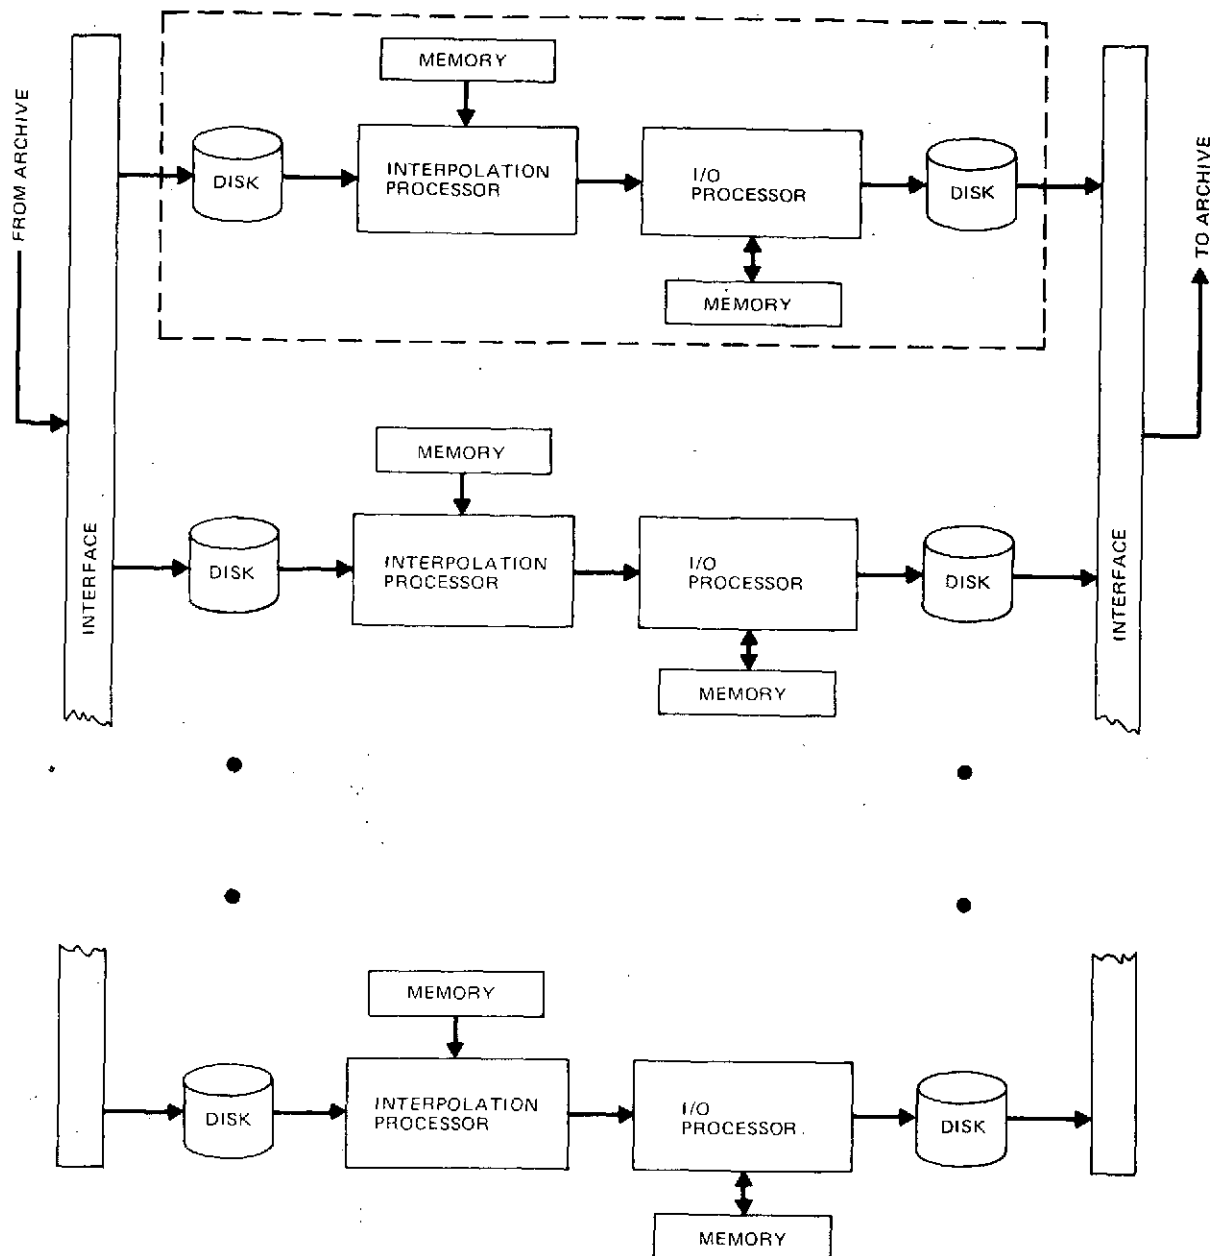 FROM ARCHIVE
INTERFACE
MEMORY
DISK
INTERPOLATION
PROCESSOR
I/O
PROCESSOR
DISK
MEMORY
TO ARCHIVE
INTERFACE
MEMORY
DISK
INTERPOLATION
PROCESSOR
I/O
PROCESSOR
DISK
MEMORY
MEMORY
DISK
INTERPOLATION
PROCESSOR
I/O
PROCESSOR
DISK
MEMORY